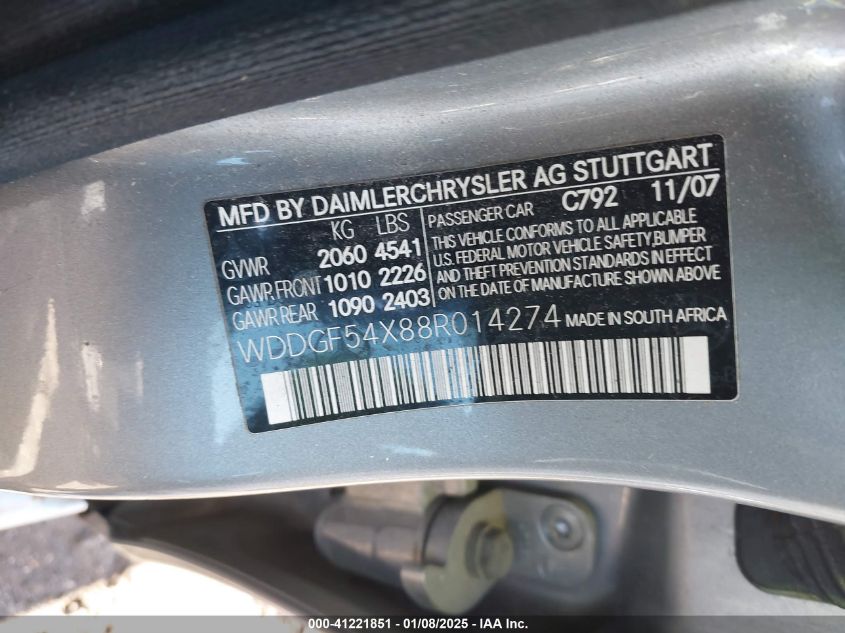 MFD BY DAIMLERCHRYSLER AG STUTTGART
KG LBS
GVWR 2060 4541
GAWR, FRONT 1010 2226
GAWR REAR 1090 2403
PASSENGER CAR C792 11/07
THIS VEHICLE CONFORMS TO ALL APPLICABLE
U.S. FEDERAL MOTOR VEHICLE SAFETY, BUMPER
AND THEFT PREVENTION STANDARDS IN EFFECT
ON THE DATE OF MANUFACTURE SHOWN ABOVE
WDDGF54X88R014274 MADE IN SOUTH AFRICA
000-41221851 - 01/08/2025 - IAA Inc.